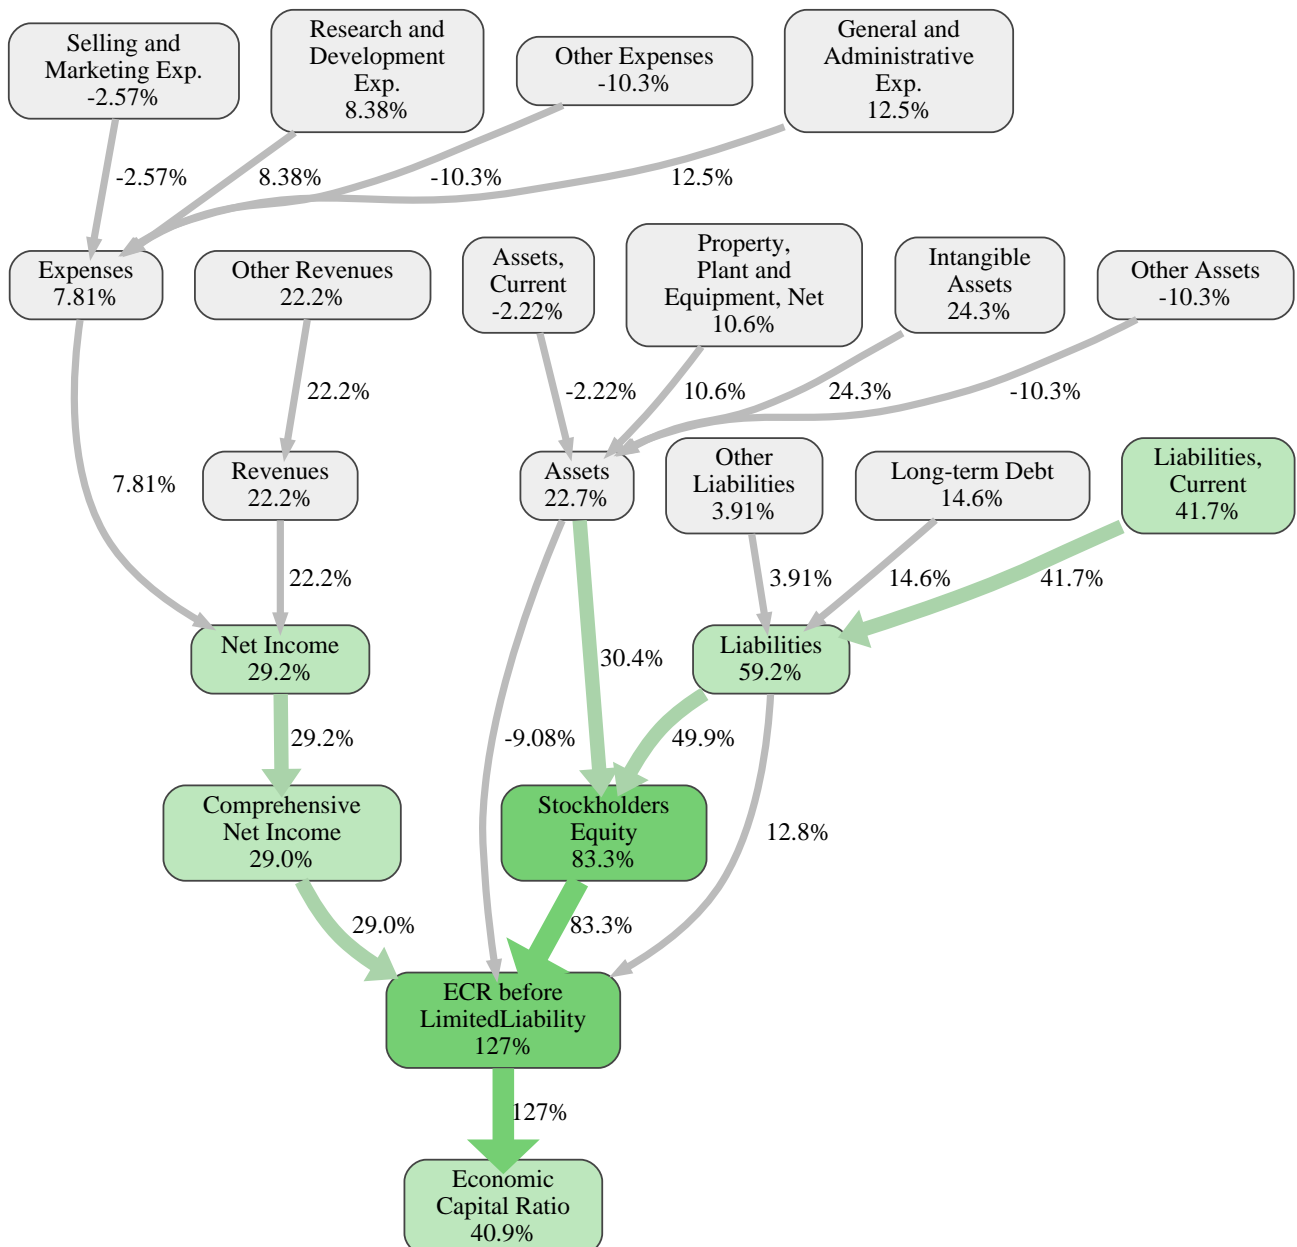 Selling and
Marketing Exp.
-2.57%
Research and
Development
Exp.
8.38%
Other Expenses
-10.3%
General and
Administrative
Exp.
12.5%
-2.57%
8.38%
-10.3%
12.5%
Expenses
7.81%
Other Revenues
22.2%
Assets,
Current
-2.22%
Property,
Plant and
Equipment, Net
10.6%
Intangible
Assets
24.3%
Other Assets
-10.3%
22.2%
-2.22%
10.6%
24.3%
-10.3%
7.81%
Revenues
22.2%
Assets
22.7%
Other
Liabilities
3.91%
Long-term Debt
14.6%
Liabilities,
Current
41.7%
22.2%
3.91%
14.6%
41.7%
Net Income
29.2%
30.4%
Liabilities
59.2%
29.2%
-9.08%
49.9%
Comprehensive
Net Income
29.0%
Stockholders
Equity
83.3%
12.8%
29.0%
83.3%
ECR before
LimitedLiability
127%
127%
Economic
Capital Ratio
40.9%